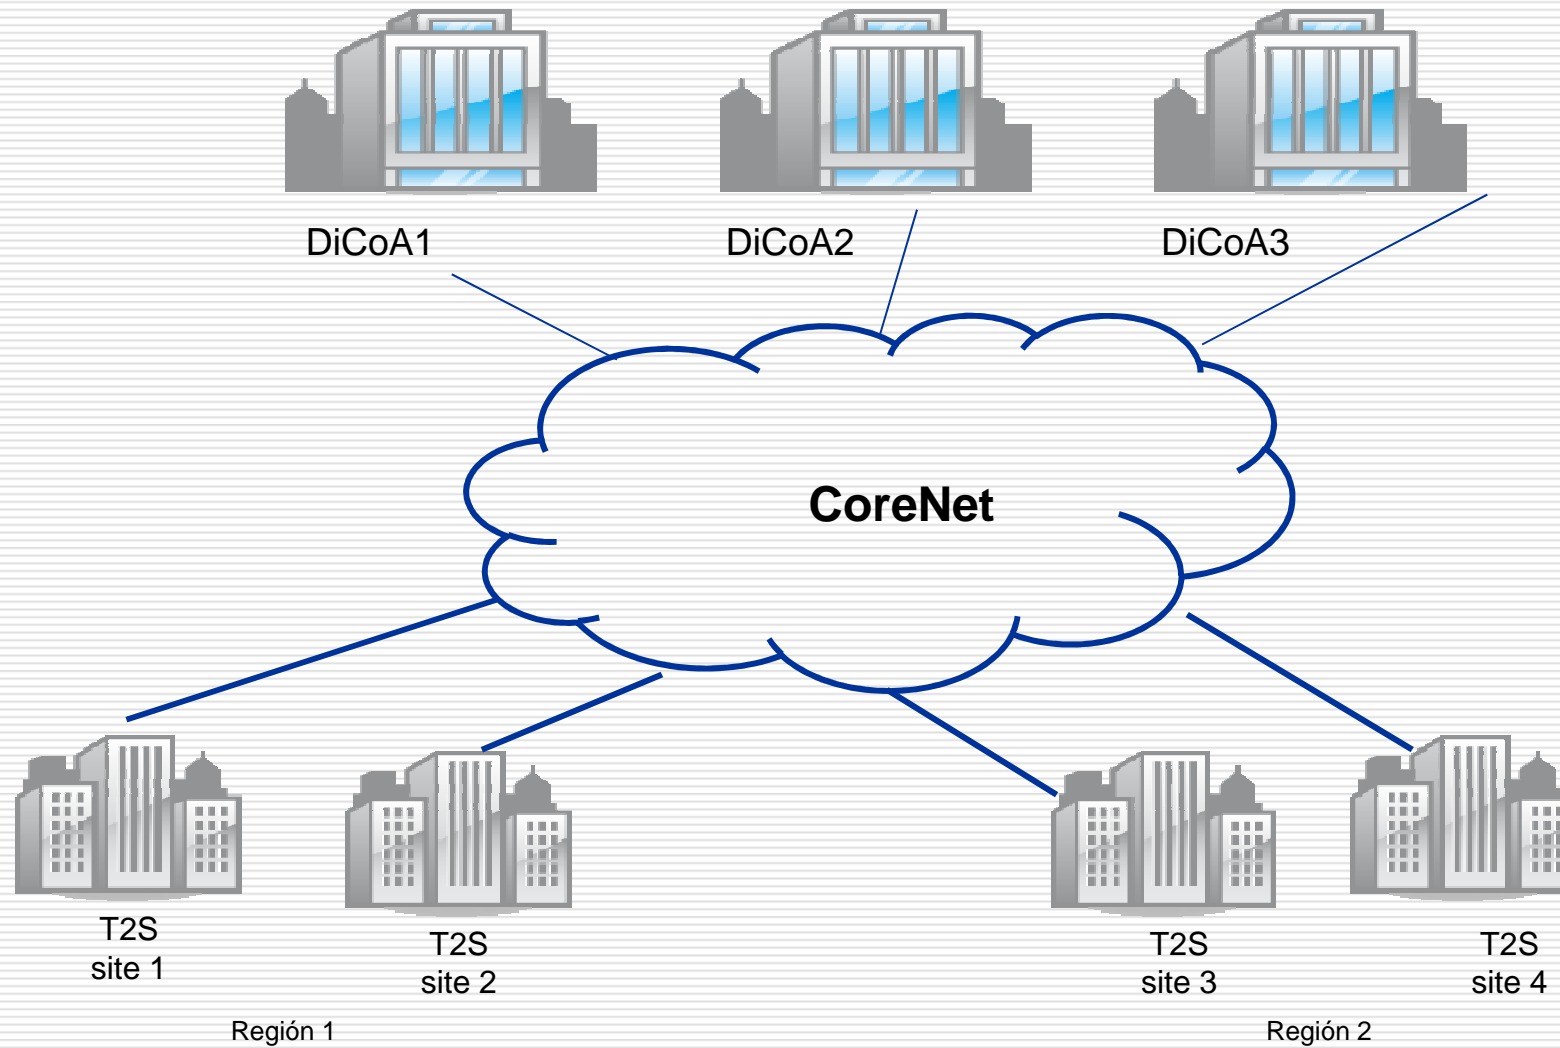 DiCoA1
DiCoA2
DiCoA3
CoreNet
T2S
site 1
T2S
site 2
T2S
site 3
T2S
site 4
Región 1
Región 2